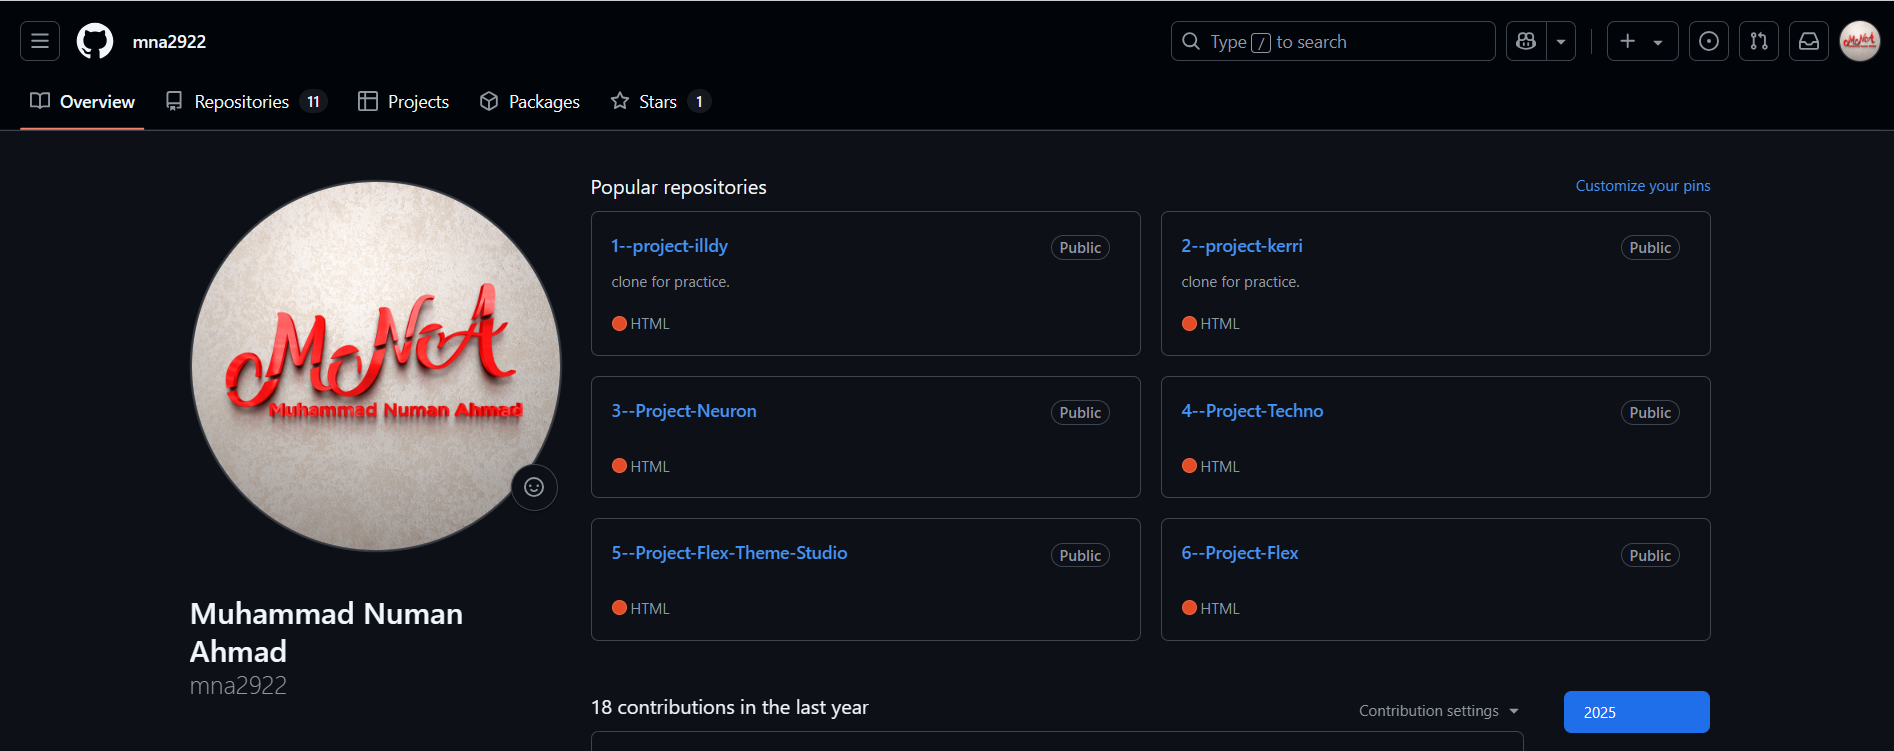 mna2922
Type / to search
Overview
Repositories 11
Projects
Packages
Stars 1
MNA
Muhammad Numan Ahmad
Muhammad Numan
Ahmad
mna2922
Popular repositories
Customize your pins
1--project-illdy
Public
clone for practice.
HTML
2--project-kerri
Public
clone for practice.
HTML
3--Project-Neuron
Public
HTML
4--Project-Techno
Public
HTML
5--Project-Flex-Theme-Studio
Public
HTML
6--Project-Flex
Public
HTML
18 contributions in the last year
Contribution settings
2025